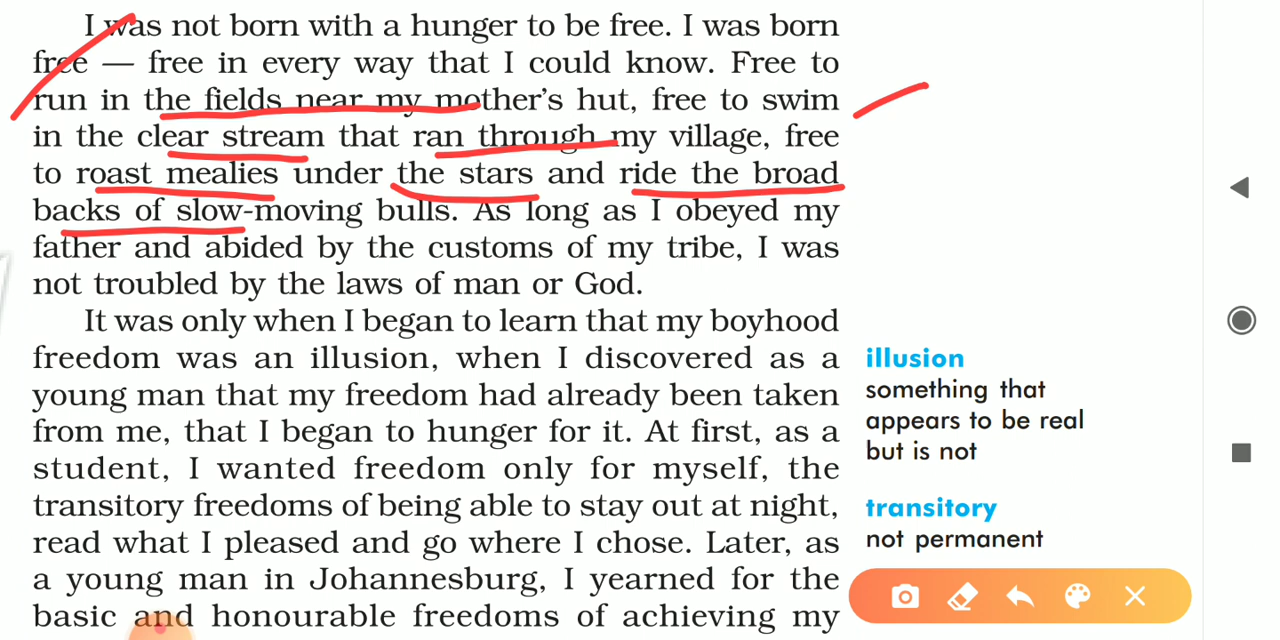 I was not born with a hunger to be free. I was born
free — free in every way that I could know. Free to
run in the fields near my mother's hut, free to swim
in the clear stream that ran through my village, free
to roast mealies under the stars and ride the broad
backs of slow-moving bulls. As long as I obeyed my
father and abided by the customs of my tribe, I was
not troubled by the laws of man or God.
It was only when I began to learn that my boyhood
freedom was an illusion, when I discovered as a
young man that my freedom had already been taken
from me, that I began to hunger for it. At first, as a
student, I wanted freedom only for myself, the
transitory freedoms of being able to stay out at night,
read what I pleased and go where I chose. Later, as
a young man in Johannesburg, I yearned for the
basic and honourable freedoms of achieving my
illusion
something that
appears to be real
but is not
transitory
not permanent